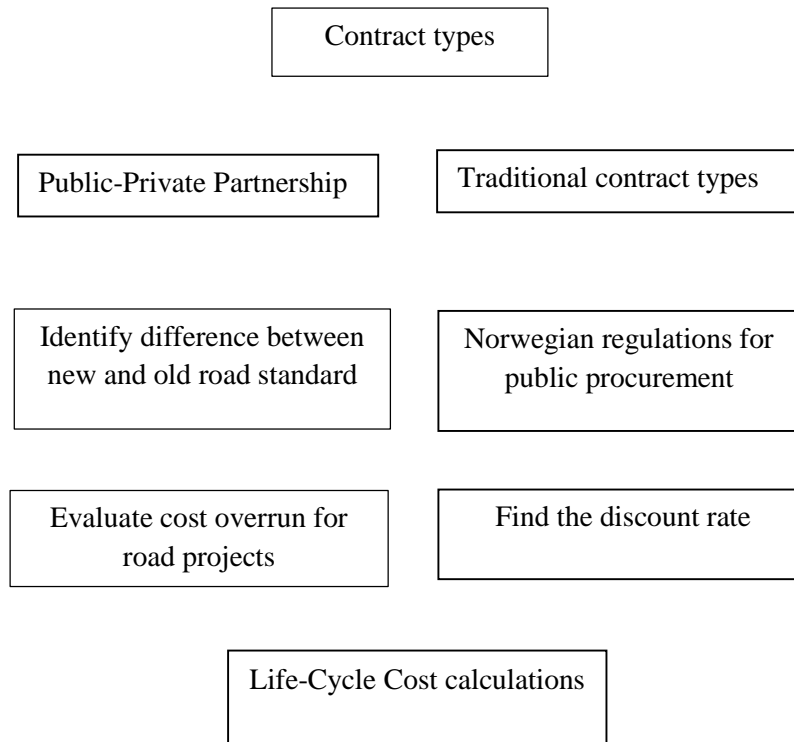 Contract types
Public-Private Partnership
Traditional contract types
Identify difference between
new and old road standard
Norwegian regulations for
public procurement
Evaluate cost overrun for
road projects
Find the discount rate
Life-Cycle Cost calculations